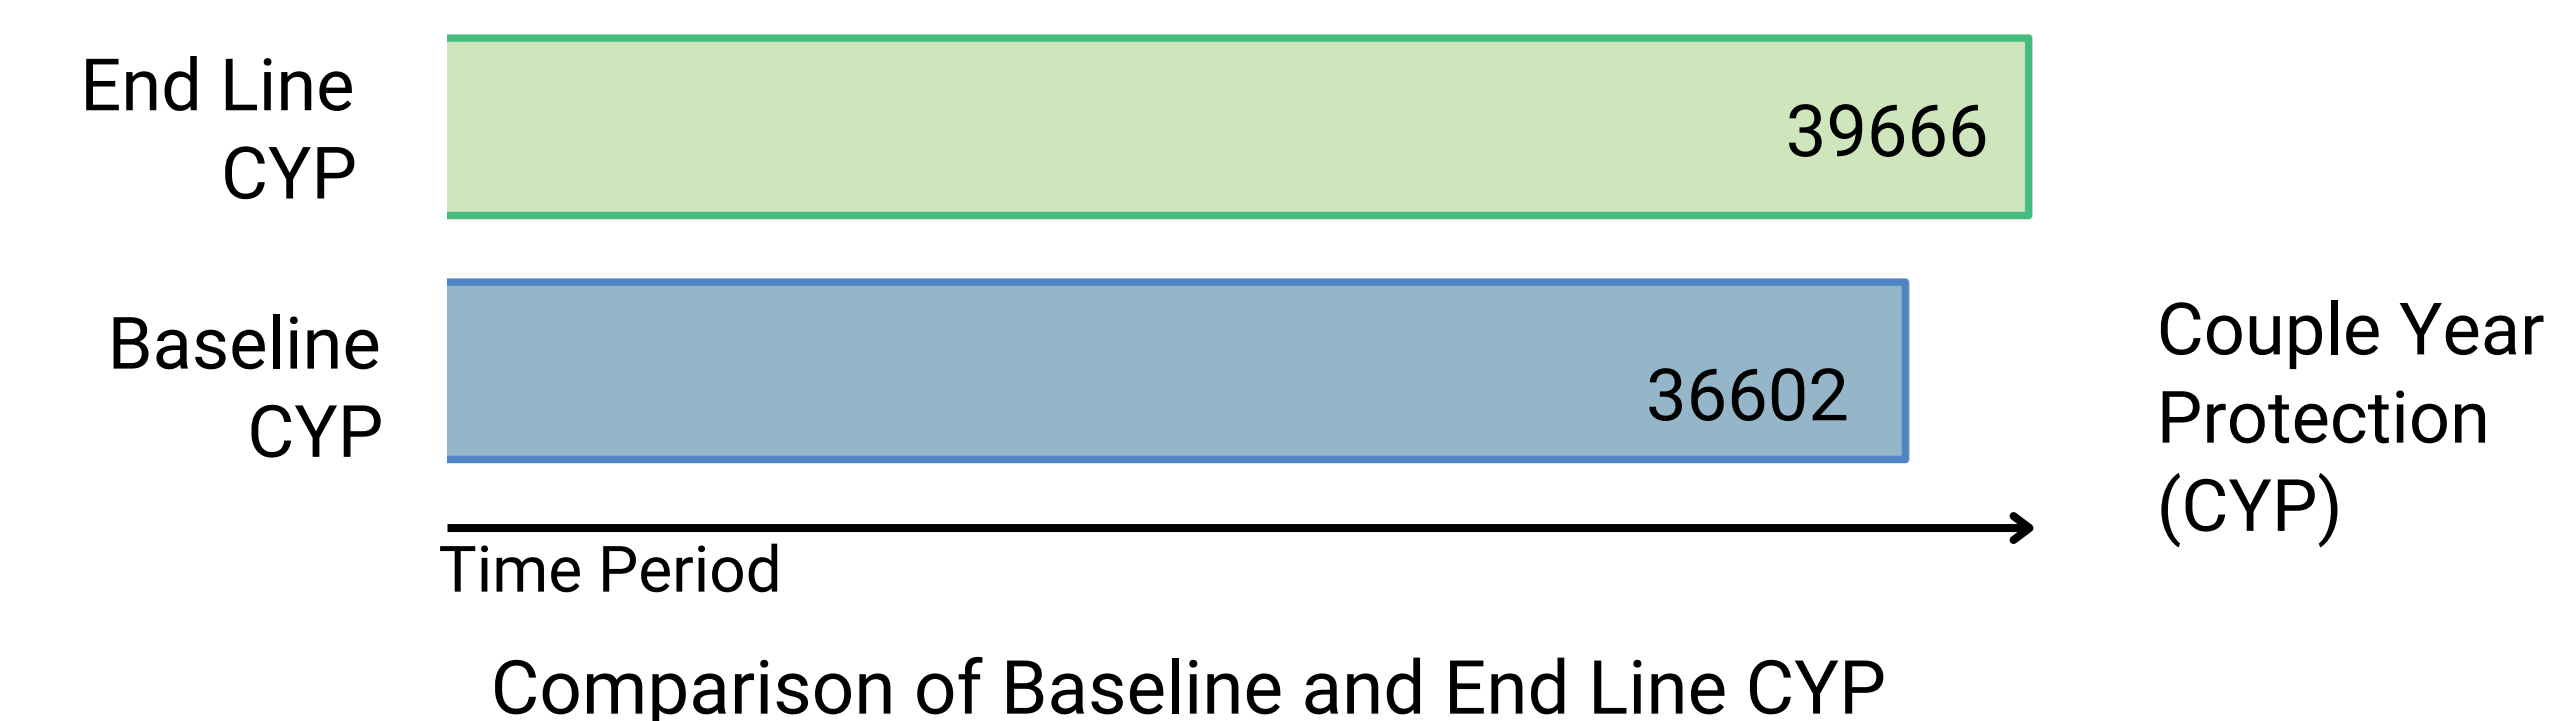 End Line
CYP
39666
Baseline
CYP
36602
Couple Year
Protection
(CYP)
Time Period
Comparison of Baseline and End Line CYP